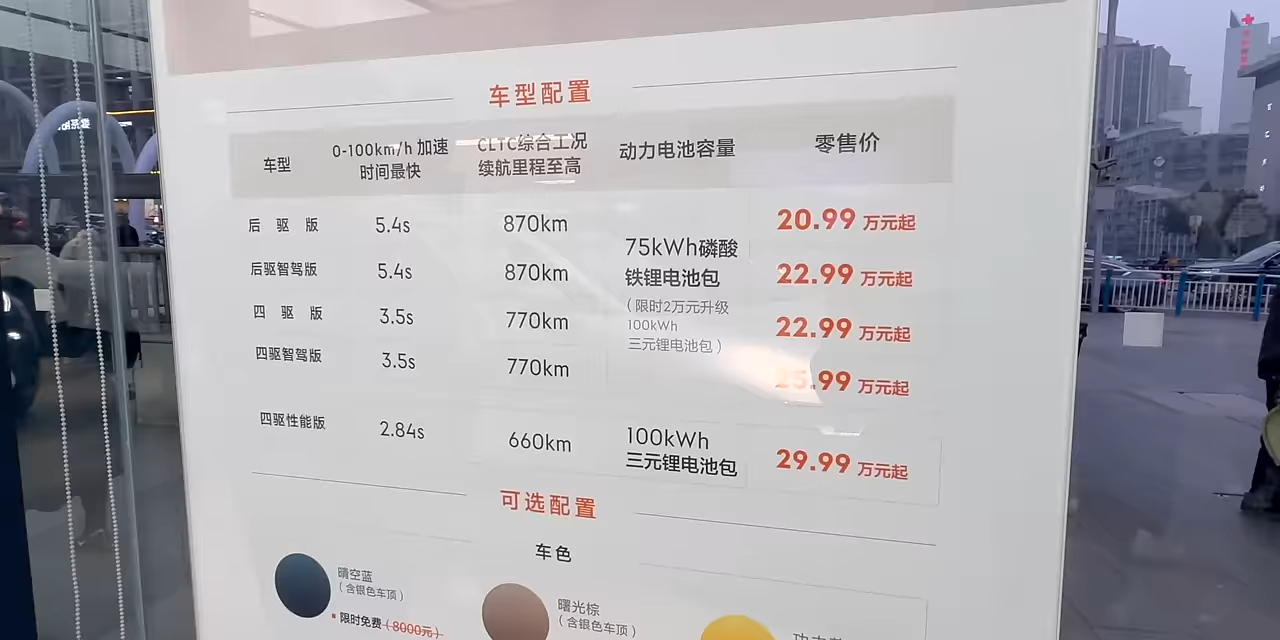 车型配置
车型
0-100km/h 加速
时间最快
CLTC综合工况
续航里程至高
动力电池容量
零售价
后驱版 5.4s 870km 20.99 万元起
后驱智驾版 5.4s 870km 22.99 万元起
四驱版 3.5s 770km 22.99 万元起
四驱智驾版 3.5s 770km 25.99 万元起
75kWh磷酸
铁锂电池包
（限时2万元升级
100kWh
三元锂电池包）
四驱性能版 2.84s 660km 29.99 万元起
100kWh
三元锂电池包
可选配置
车色
晴空蓝
（含银色车顶）
限时免费（8000元）
曙光棕
（含银色车顶）